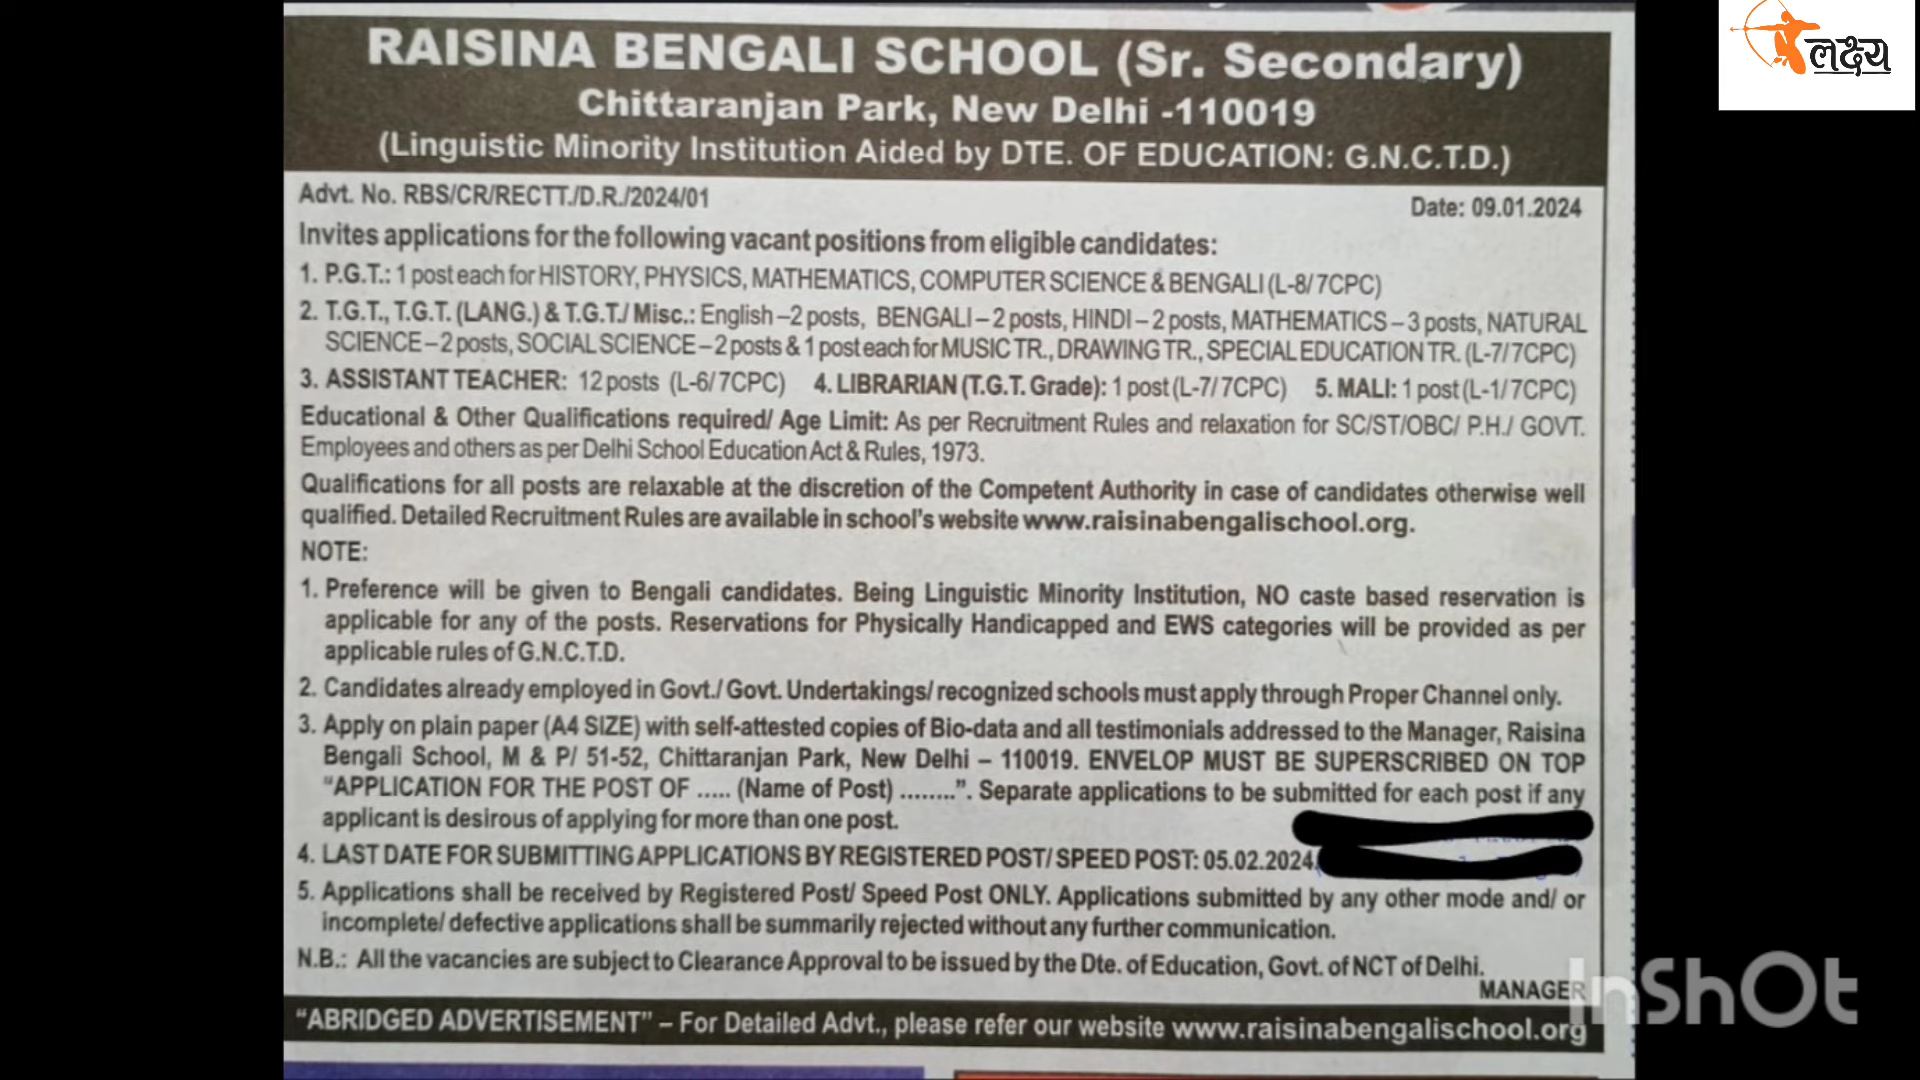 RAISINA BENGALI SCHOOL (Sr. Secondary)
Chittaranjan Park, New Delhi -110019
(Linguistic Minority Institution Aided by DTE. OF EDUCATION: G.N.C.T.D.)
लक्ष्य
Advt. No. RBS/CR/RECTT./D.R./2024/01
Date: 09.01.2024
Invites applications for the following vacant positions from eligible candidates:
1. P.G.T.: 1 post each for HISTORY, PHYSICS, MATHEMATICS, COMPUTER SCIENCE & BENGALI (L-8/ 7CPC)
2. T.G.T., T.G.T. (LANG.) & T.G.T./ Misc.: English –2 posts, BENGALI – 2 posts, HINDI – 2 posts, MATHEMATICS – 3 posts, NATURAL
SCIENCE – 2 posts, SOCIAL SCIENCE – 2 posts & 1 post each for MUSIC TR., DRAWING TR., SPECIAL EDUCATION TR. (L-7/ 7CPC)
3. ASSISTANT TEACHER: 12 posts (L-6/ 7CPC) 4. LIBRARIAN (T.G.T. Grade): 1 post (L-7/ 7CPC) 5. MALI: 1 post (L-1/ 7CPC)
Educational & Other Qualifications required/ Age Limit: As per Recruitment Rules and relaxation for SC/ST/OBC/ P.H./ GOVT.
Employees and others as per Delhi School Education Act & Rules, 1973.
Qualifications for all posts are relaxable at the discretion of the Competent Authority in case of candidates otherwise well
qualified. Detailed Recruitment Rules are available in school's website www.raisinabengalischool.org.
NOTE:
1. Preference will be given to Bengali candidates. Being Linguistic Minority Institution, NO caste based reservation is
applicable for any of the posts. Reservations for Physically Handicapped and EWS categories will be provided as per
applicable rules of G.N.C.T.D.
2. Candidates already employed in Govt./ Govt. Undertakings/ recognized schools must apply through Proper Channel only.
3. Apply on plain paper (A4 SIZE) with self-attested copies of Bio-data and all testimonials addressed to the Manager, Raisina
Bengali School, M & P/ 51-52, Chittaranjan Park, New Delhi – 110019. ENVELOP MUST BE SUPERSCRIBED ON TOP
"APPLICATION FOR THE POST OF ..... (Name of Post) ........". Separate applications to be submitted for each post if any
applicant is desirous of applying for more than one post.
4. LAST DATE FOR SUBMITTING APPLICATIONS BY REGISTERED POST/ SPEED POST: 05.02.2024
5. Applications shall be received by Registered Post/ Speed Post ONLY. Applications submitted by any other mode and/ or
incomplete/ defective applications shall be summarily rejected without any further communication.
N.B.: All the vacancies are subject to Clearance Approval to be issued by the Dte. of Education, Govt. of NCT of Delhi.
MANAGER
"ABRIDGED ADVERTISEMENT" – For Detailed Advt., please refer our website www.raisinabengalischool.org
InShOt